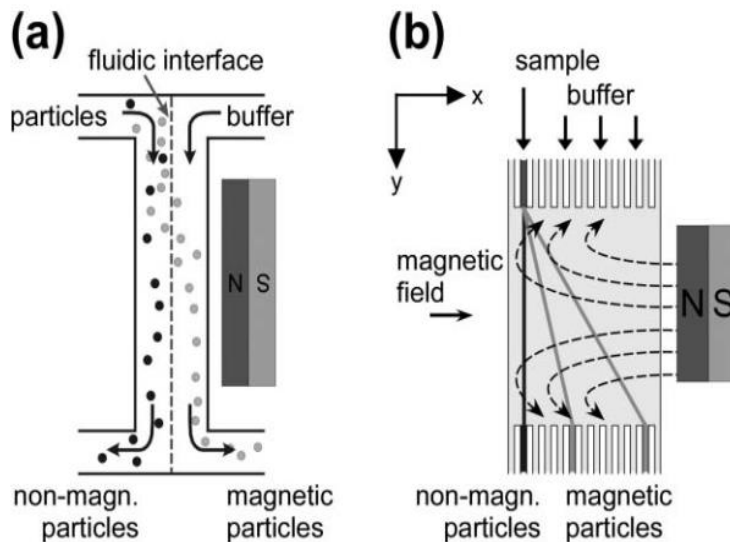 (a)
fluidic interface
particles
buffer
N S
non-magn.
particles
magnetic
particles
(b)
sample
buffer
x
y
magnetic
field
N S
non-magn.
particles
magnetic
particles